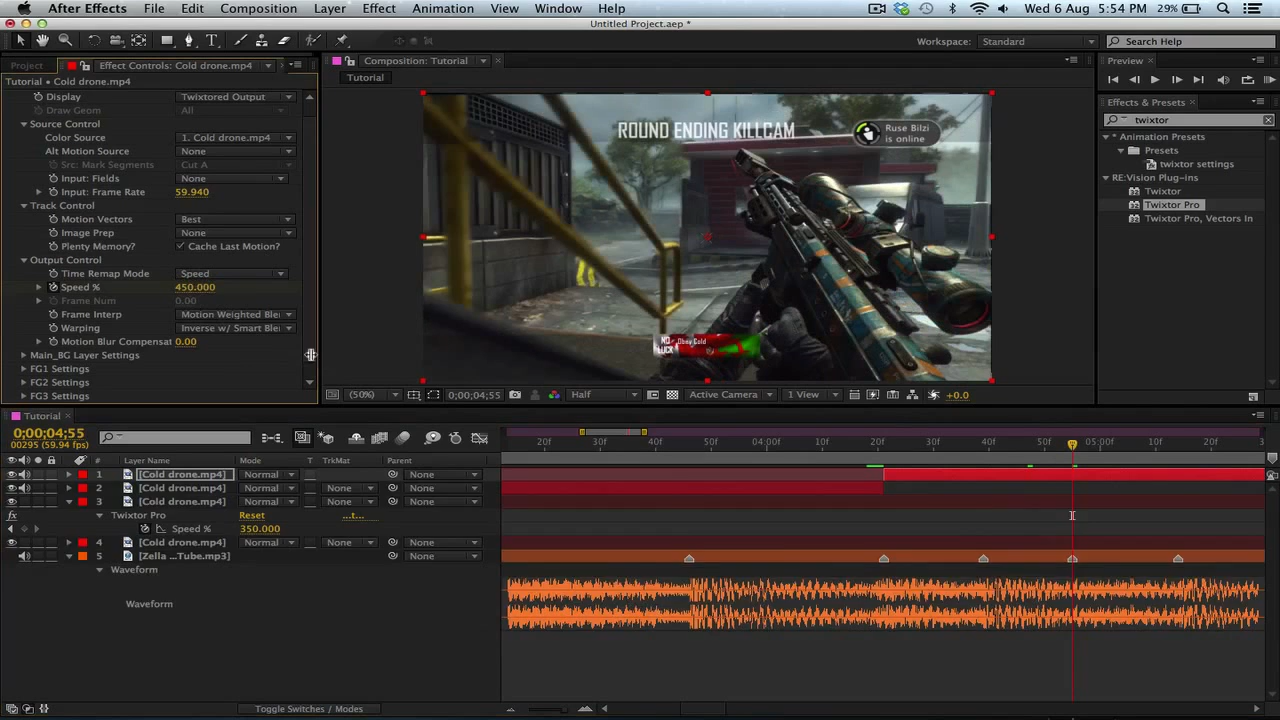 After Effects File Edit Composition Layer Effect Animation View Window Help Wed 6 Aug 5:54 PM 29%
Untitled Project.aep *
Workspace: Standard Search Help
Project Effect Controls: Cold drone.mp4 Composition: Tutorial Preview
Tutorial • Cold drone.mp4 Tutorial
Display Twixtored Output
Draw Geom All
Source Control
Color Source 1. Cold drone.mp4
Alt Motion Source None
Src: Mark Segments Cut A
Input: Fields None
Input: Frame Rate 59.940
Track Control
Motion Vectors Best
Image Prep None
Plenty Memory? Cache Last Motion?
Output Control
Time Remap Mode Speed
Speed % 450.000
Frame Num 0.00
Frame Interp Motion Weighted Ble
Warping Inverse w/ Smart Ble
Motion Blur Compensat 0.00
Main_BG Layer Settings
FG1 Settings
FG2 Settings
FG3 Settings
ROUND ENDING KILLCAM
Ruse Bilzi
is online
NO
LUCK
Obey Cold
(50%) 0;00;04;55 Half Active Camera 1 View +0.0
Effects & Presets
twixtor
* Animation Presets
Presets
twixtor settings
RE:Vision Plug-ins
Twixtor
Twixtor Pro
Twixtor Pro, Vectors In
Tutorial
0;00;04;55
00295 (59.94 fps)
20f 30f 40f 50f 04:00f 10f 20f 30f 40f 50f 05:00f 10f 20f 3
# Layer Name Mode T TrkMat Parent
1 [Cold drone.mp4] Normal None
2 [Cold drone.mp4] Normal None None
3 [Cold drone.mp4] Normal None None
fx Twixtor Pro Reset ...t...
Speed % 350.000
4 [Cold drone.mp4] Normal None None
5 [Zella ...Tube.mp3] None
Waveform
Waveform
Toggle Switches / Modes